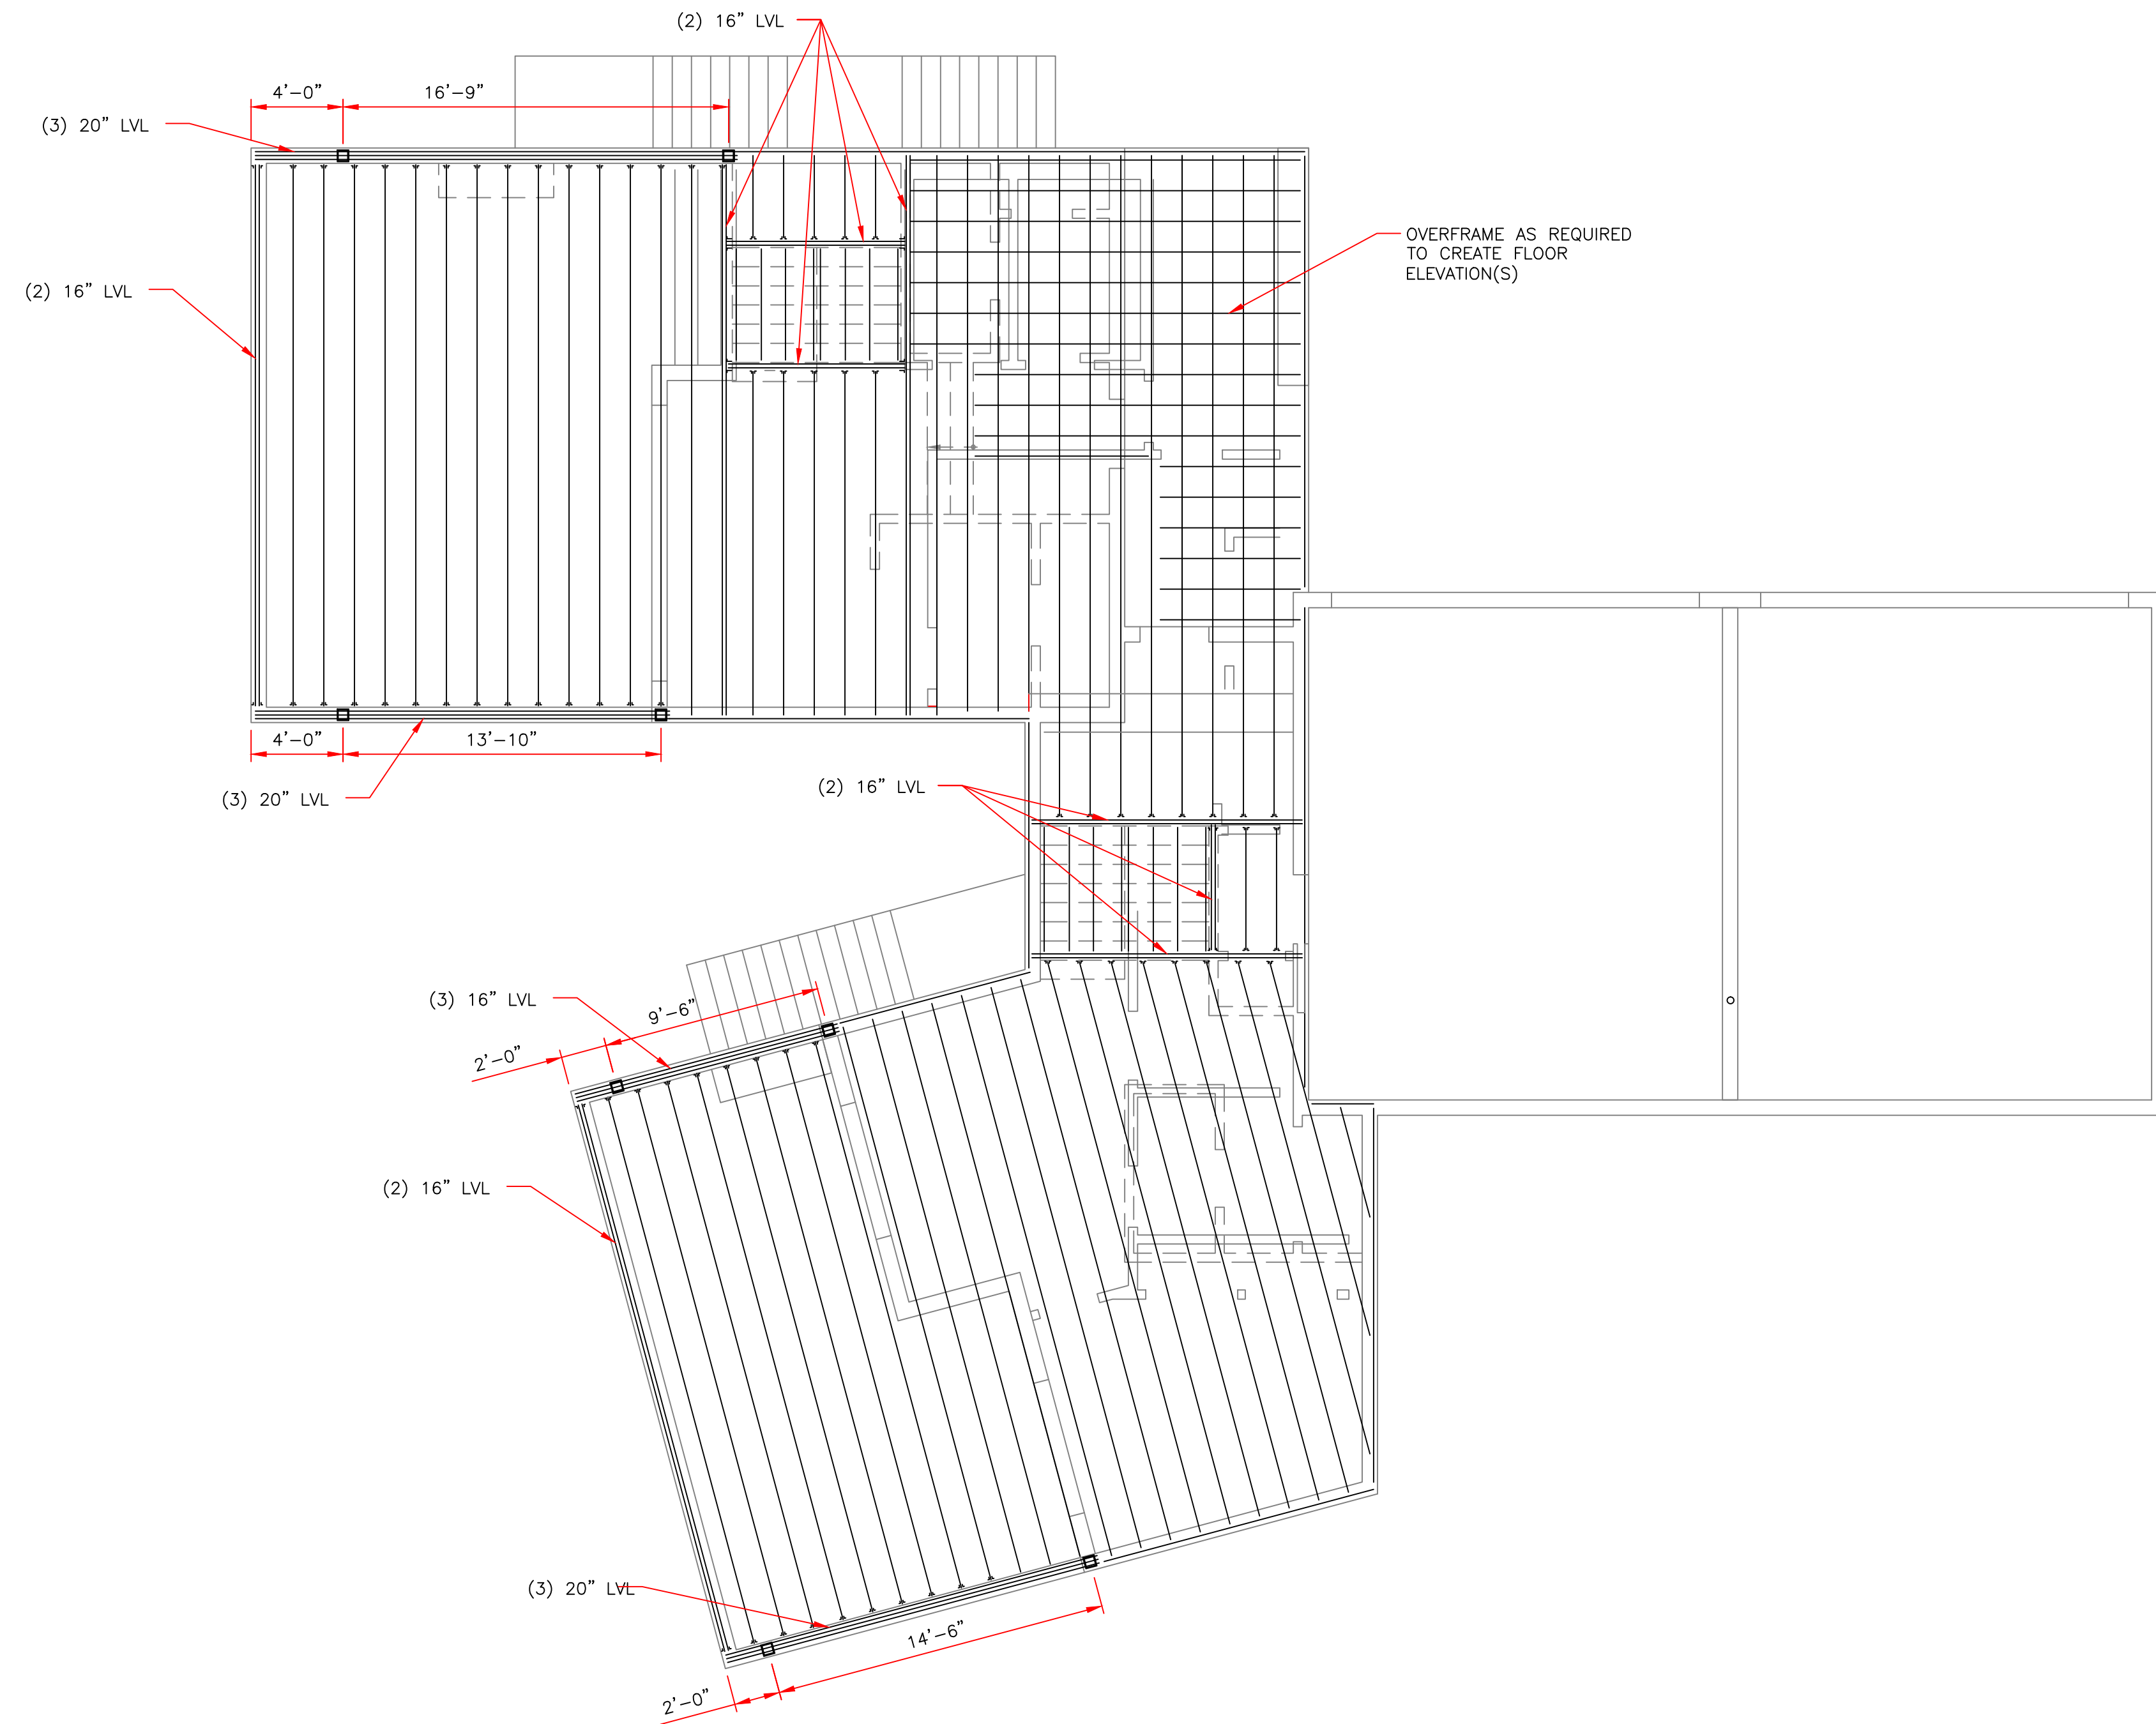 (2) 16” LVL
4’–0”
16’–9”
(3) 20” LVL
OVERFRAME AS REQUIRED
TO CREATE FLOOR
ELEVATION(S)
(2) 16” LVL
4’–0”
13’–10”
(2) 16” LVL
(3) 20” LVL
(3) 16” LVL
9’–6”
2’–0”
(2) 16” LVL
(3) 20” LVL
14’–6”
2’–0”